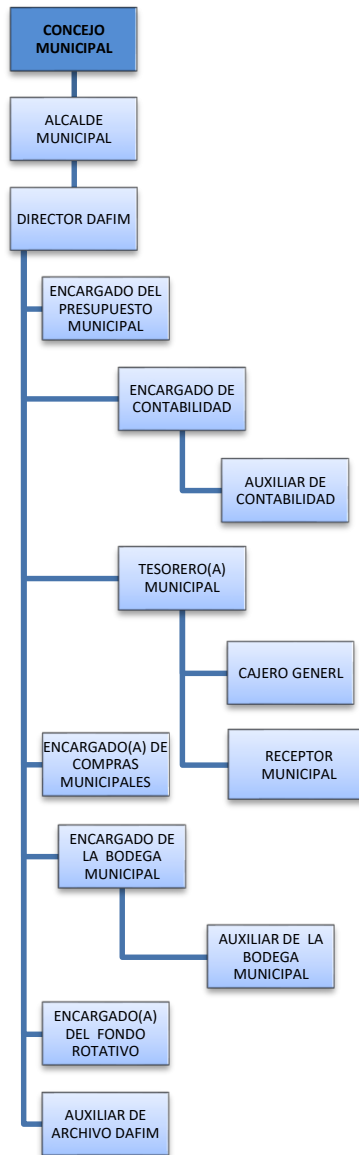 CONCEJO
MUNICIPAL
ALCALDE
MUNICIPAL
DIRECTOR DAFIM
ENCARGADO DEL
PRESUPUESTO
MUNICIPAL
ENCARGADO DE
CONTABILIDAD
AUXILIAR DE
CONTABILIDAD
TESORERO(A)
MUNICIPAL
CAJERO GENERL
RECEPTOR
MUNICIPAL
ENCARGADO(A) DE
COMPRAS
MUNICIPALES
ENCARGADO DE
LA BODEGA
MUNICIPAL
AUXILIAR DE LA
BODEGA
MUNICIPAL
ENCARGADO(A)
DEL FONDO
ROTATIVO
AUXILIAR DE
ARCHIVO DAFIM